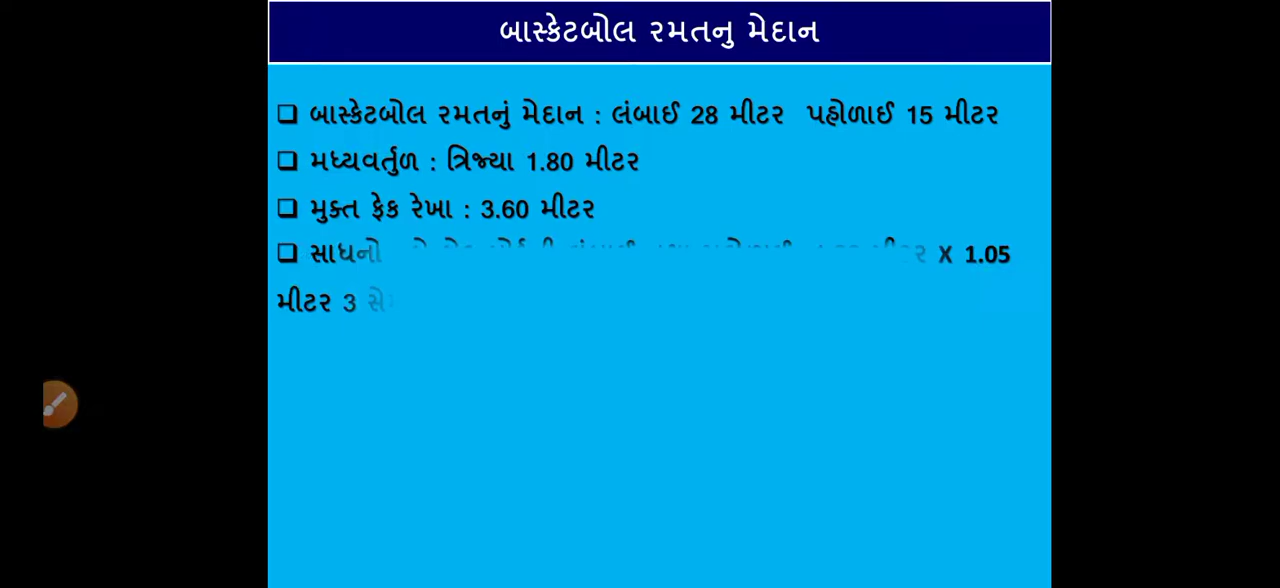 બાસ્કેટબોલ રમતનુ મેદાન
❑ બાસ્કેટબોલ રમતનું મેદાન : લંબાઈ 28 મીટર પહોળાઈ 15 મીટર
❑ મધ્યવર્તુળ : ત્રિજ્યા 1.80 મીટર
❑ મુક્ત ફેક રેખા : 3.60 મીટર
❑ સાધનો મીટર X 1.05
મીટર 3